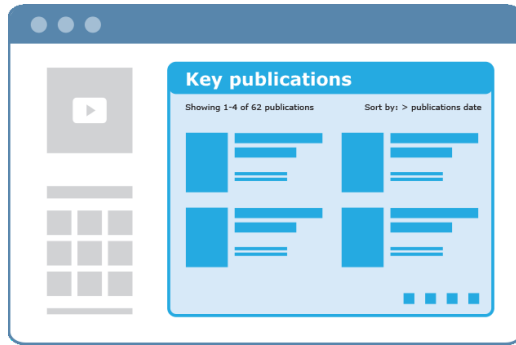 Key publications
Showing 1-4 of 62 publications
Sort by: > publications date